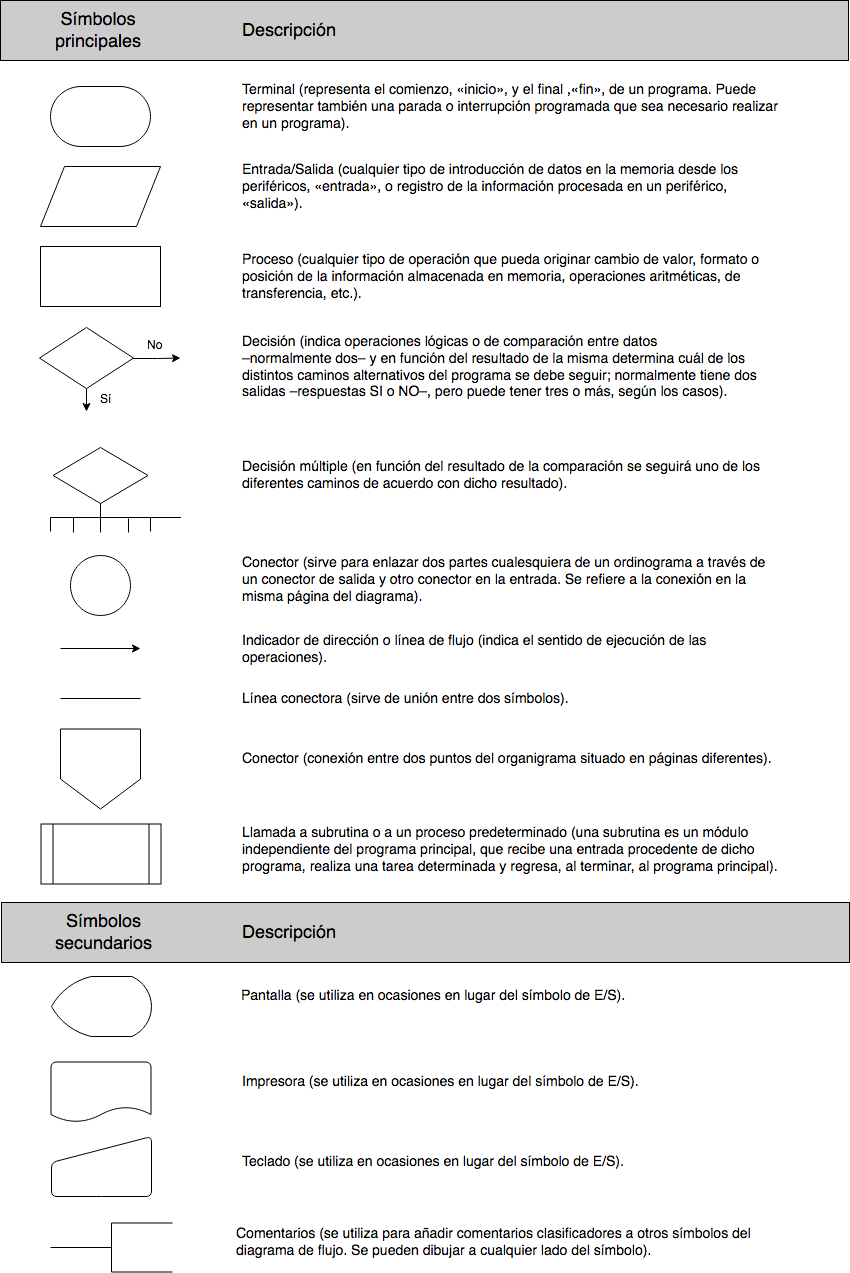 Símbolos
principales
Descripción
Terminal (representa el comienzo, «inicio», y el final ,«fin», de un programa. Puede
representar también una parada o interrupción programada que sea necesario realizar
en un programa).
Entrada/Salida (cualquier tipo de introducción de datos en la memoria desde los
periféricos, «entrada», o registro de la información procesada en un periférico,
«salida»).
Proceso (cualquier tipo de operación que pueda originar cambio de valor, formato o
posición de la información almacenada en memoria, operaciones aritméticas, de
transferencia, etc.).
No
Sí
Decisión (indica operaciones lógicas o de comparación entre datos
–normalmente dos– y en función del resultado de la misma determina cuál de los
distintos caminos alternativos del programa se debe seguir; normalmente tiene dos
salidas –respuestas SI o NO–, pero puede tener tres o más, según los casos).
Decisión múltiple (en función del resultado de la comparación se seguirá uno de los
diferentes caminos de acuerdo con dicho resultado).
Conector (sirve para enlazar dos partes cualesquiera de un ordinograma a través de
un conector de salida y otro conector en la entrada. Se refiere a la conexión en la
misma página del diagrama).
Indicador de dirección o línea de flujo (indica el sentido de ejecución de las
operaciones).
Línea conectora (sirve de unión entre dos símbolos).
Conector (conexión entre dos puntos del organigrama situado en páginas diferentes).
Llamada a subrutina o a un proceso predeterminado (una subrutina es un módulo
independiente del programa principal, que recibe una entrada procedente de dicho
programa, realiza una tarea determinada y regresa, al terminar, al programa principal).
Símbolos
secundarios
Descripción
Pantalla (se utiliza en ocasiones en lugar del símbolo de E/S).
Impresora (se utiliza en ocasiones en lugar del símbolo de E/S).
Teclado (se utiliza en ocasiones en lugar del símbolo de E/S).
Comentarios (se utiliza para añadir comentarios clasificadores a otros símbolos del
diagrama de flujo. Se pueden dibujar a cualquier lado del símbolo).